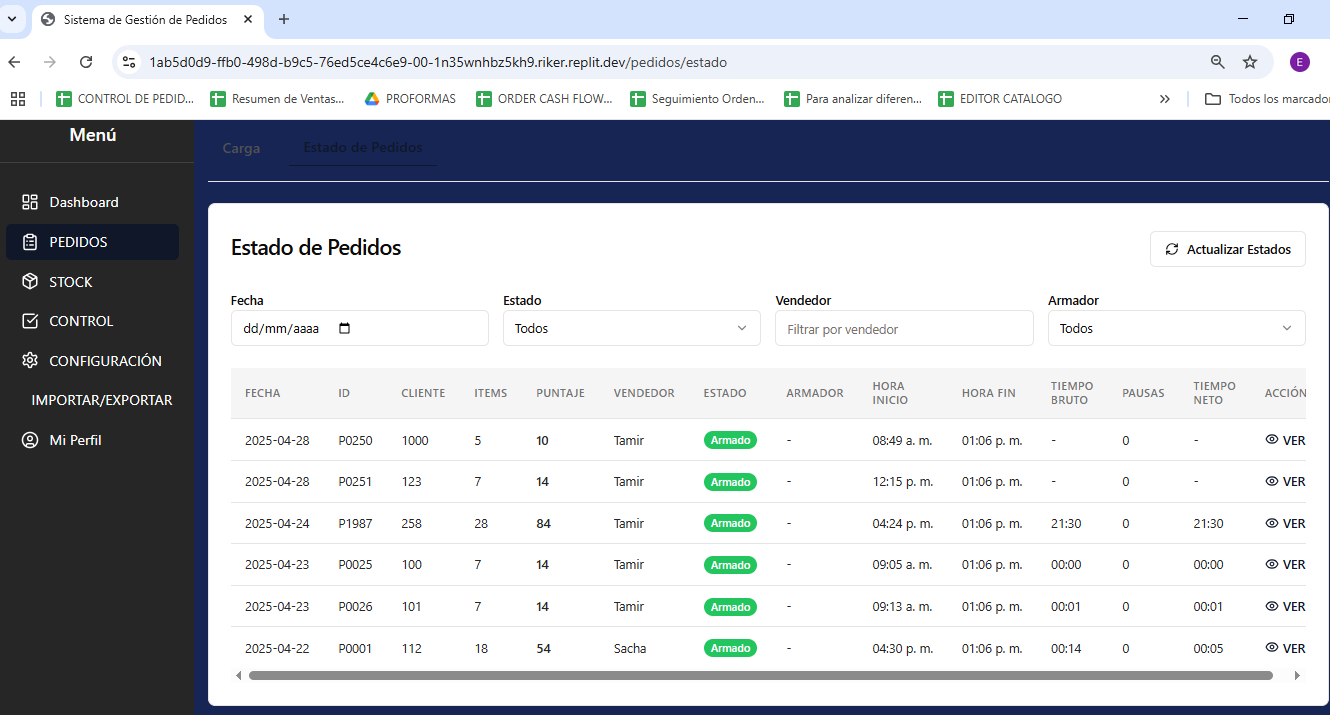 Sistema de Gestión de Pedidos
1ab5d0d9-ffb0-498d-b9c5-76ed5ce4c6e9-00-1n35wnhbz5kh9.riker.replit.dev/pedidos/estado
E
CONTROL DE PEDID... Resumen de Ventas... PROFORMAS ORDER CASH FLOW... Seguimiento Orden... Para analizar diferen... EDITOR CATALOGO » Todos los marcado
Menú
Dashboard
PEDIDOS
STOCK
CONTROL
CONFIGURACIÓN
IMPORTAR/EXPORTAR
Mi Perfil
Carga Estado de Pedidos
Estado de Pedidos
Actualizar Estados
Fecha Estado Vendedor Armador
dd/mm/aaaa Todos Filtrar por vendedor Todos
FECHA ID CLIENTE ITEMS PUNTAJE VENDEDOR ESTADO ARMADOR HORA INICIO HORA FIN TIEMPO BRUTO PAUSAS TIEMPO NETO ACCIÓN
2025-04-28 P0250 1000 5 10 Tamir Armado - 08:49 a. m. 01:06 p. m. - 0 - VER
2025-04-28 P0251 123 7 14 Tamir Armado - 12:15 p. m. 01:06 p. m. - 0 - VER
2025-04-24 P1987 258 28 84 Tamir Armado - 04:24 p. m. 01:06 p. m. 21:30 0 21:30 VER
2025-04-23 P0025 100 7 14 Tamir Armado - 09:05 a. m. 01:06 p. m. 00:00 0 00:00 VER
2025-04-23 P0026 101 7 14 Tamir Armado - 09:13 a. m. 01:06 p. m. 00:01 0 00:01 VER
2025-04-22 P0001 112 18 54 Sacha Armado - 04:30 p. m. 01:06 p. m. 00:14 0 00:05 VER